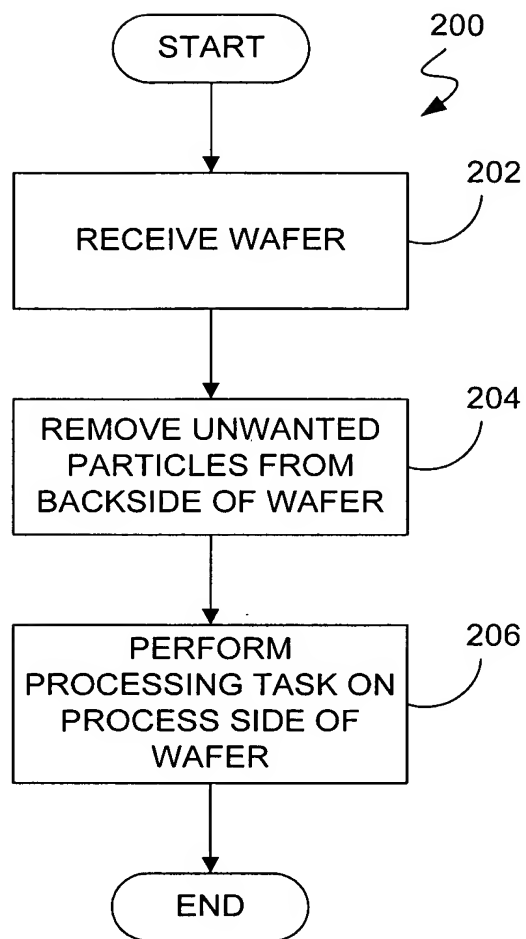 START
200
RECEIVE WAFER
202
REMOVE UNWANTED
PARTICLES FROM
BACKSIDE OF WAFER
204
PERFORM
PROCESSING TASK ON
PROCESS SIDE OF
WAFER
206
END